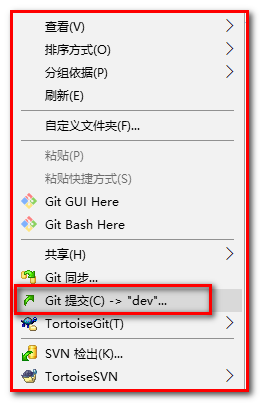 查看(V)
排序方式(O)
分组依据(P)
刷新(E)
自定义文件夹(F)...
粘贴(P)
粘贴快捷方式(S)
Git GUI Here
Git Bash Here
共享(H)
Git 同步...
Git 提交(C) -> "dev"...
TortoiseGit(T)
SVN 检出(K)...
TortoiseSVN